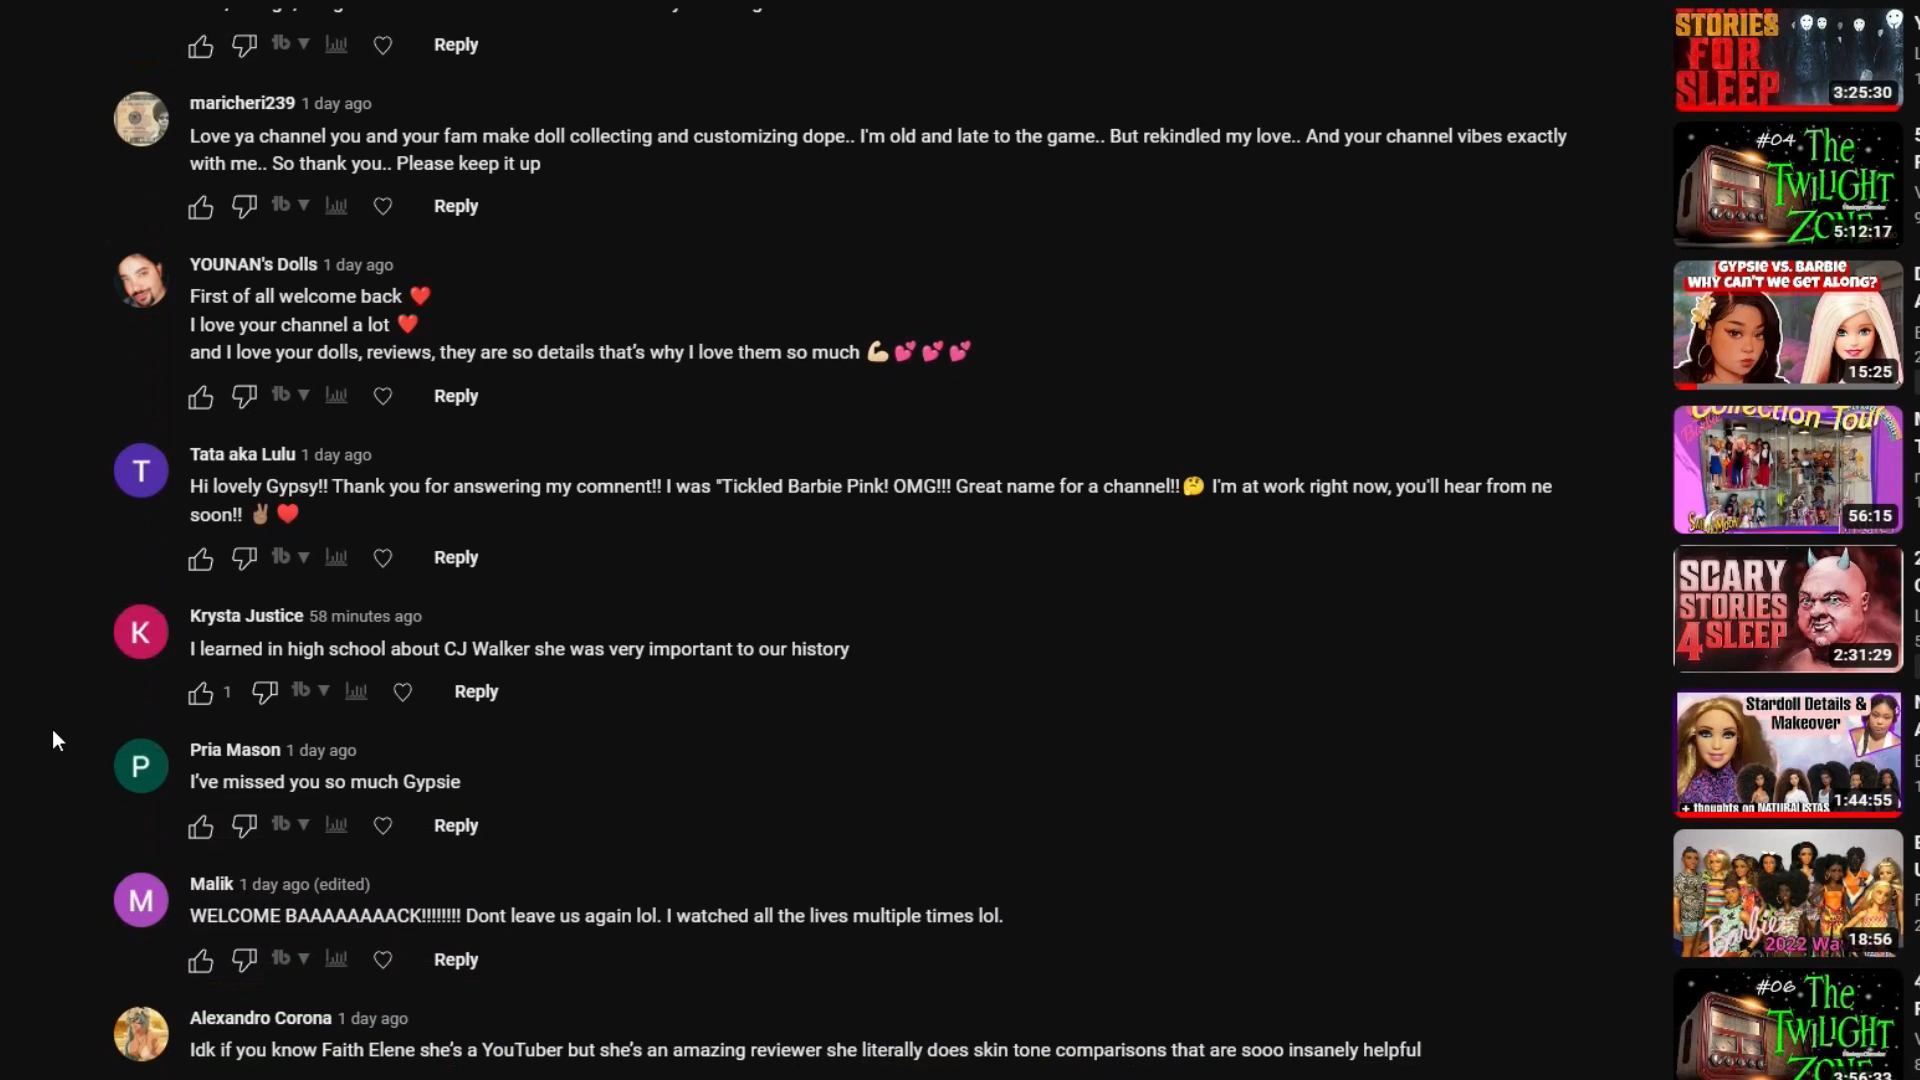 Reply
maricheri239 1 day ago
Love ya channel you and your fam make doll collecting and customizing dope.. I'm old and late to the game.. But rekindled my love.. And your channel vibes exactly
with me.. So thank you.. Please keep it up
Reply
YOUNAN's Dolls 1 day ago
First of all welcome back ❤️
I love your channel a lot ❤️
and I love your dolls, reviews, they are so details that's why I love them so much 💪🏼💕💕💕
Reply
T
Tata aka Lulu 1 day ago
Hi lovely Gypsy!! Thank you for answering my comnent!! I was "Tickled Barbie Pink! OMG!!! Great name for a channel!!🤔 I'm at work right now, you'll hear from ne
soon!! ✌🏽♥️
Reply
K
Krysta Justice 58 minutes ago
I learned in high school about CJ Walker she was very important to our history
1 Reply
P
Pria Mason 1 day ago
I've missed you so much Gypsie
Reply
M
Malik 1 day ago (edited)
WELCOME BAAAAAAAACK!!!!!!!! Dont leave us again lol. I watched all the lives multiple times lol.
Reply
Alexandro Corona 1 day ago
Idk if you know Faith Elene she's a YouTuber but she's an amazing reviewer she literally does skin tone comparisons that are sooo insanely helpful
STORIES
FOR
SLEEP
3:25:30
#04 The
TWILIGHT
ZONE
5:12:17
GYPSIE VS. BARBIE
WHY CAN'T WE GET ALONG?
15:25
Collection Tour
56:15
SCARY
STORIES
4 SLEEP
2:31:29
Stardoll Details &
Makeover
+ thoughts on NATURALISTAS
1:44:55
Barbie
2022 Wa
18:56
#06 The
TWILIGHT
ZONE
3:56:33